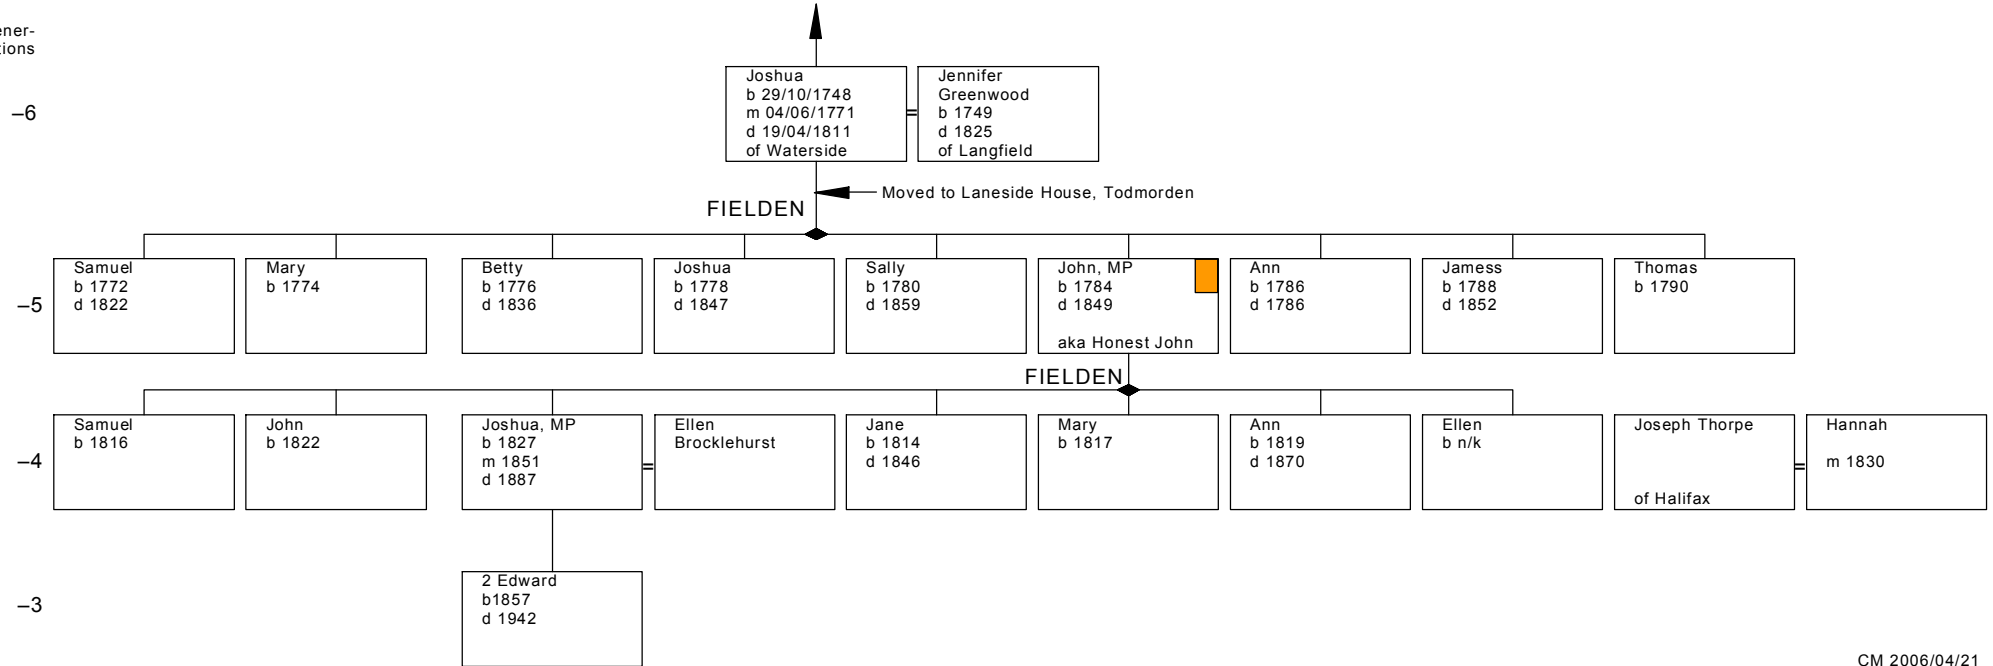 ener-
tions
–6
Joshua
b 29/10/1748
m 04/06/1771
d 19/04/1811
of Waterside
=
Jennifer
Greenwood
b 1749
d 1825
of Langfield
Moved to Laneside House, Todmorden
FIELDEN
–5
Samuel
b 1772
d 1822
Mary
b 1774
Betty
b 1776
d 1836
Joshua
b 1778
d 1847
Sally
b 1780
d 1859
John, MP
b 1784
d 1849
aka Honest John
Ann
b 1786
d 1786
Jamess
b 1788
d 1852
Thomas
b 1790
FIELDEN
–4
Samuel
b 1816
John
b 1822
Joshua, MP
b 1827
m 1851
d 1887
=
Ellen
Brocklehurst
Jane
b 1814
d 1846
Mary
b 1817
Ann
b 1819
d 1870
Ellen
b n/k
Joseph Thorpe
of Halifax
=
Hannah
m 1830
–3
2 Edward
b1857
d 1942
CM 2006/04/21